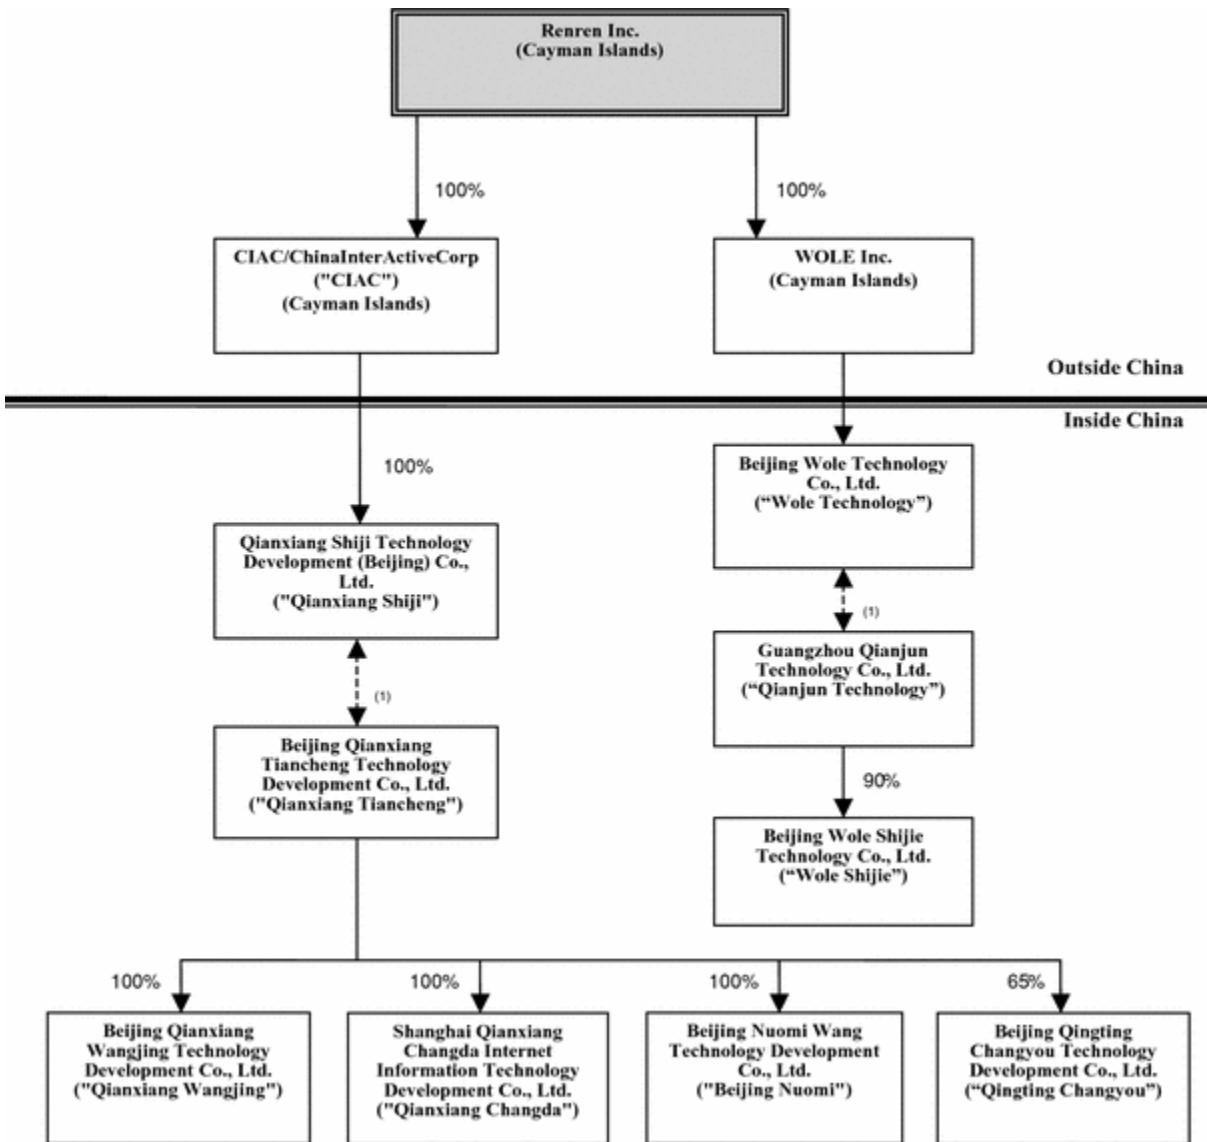 Renren Inc.
(Cayman Islands)
100%
100%
CIAC/ChinaInterActiveCorp
("CIAC")
(Cayman Islands)
WOLE Inc.
(Cayman Islands)
Outside China
Inside China
100%
Beijing Wole Technology
Co., Ltd.
(“Wole Technology”)
Qianxiang Shiji Technology
Development (Beijing) Co.,
Ltd.
("Qianxiang Shiji")
(1)
Guangzhou Qianjun
Technology Co., Ltd.
(“Qianjun Technology”)
(1)
Beijing Qianxiang
Tiancheng Technology
Development Co., Ltd.
("Qianxiang Tiancheng")
90%
Beijing Wole Shijie
Technology Co., Ltd.
(“Wole Shijie”)
100%
100%
100%
65%
Beijing Qianxiang
Wangjing Technology
Development Co., Ltd.
("Qianxiang Wangjing")
Shanghai Qianxiang
Changda Internet
Information Technology
Development Co., Ltd.
("Qianxiang Changda")
Beijing Nuomi Wang
Technology Development
Co., Ltd.
("Beijing Nuomi")
Beijing Qingting
Changyou Technology
Development Co., Ltd.
(“Qingting Changyou”)